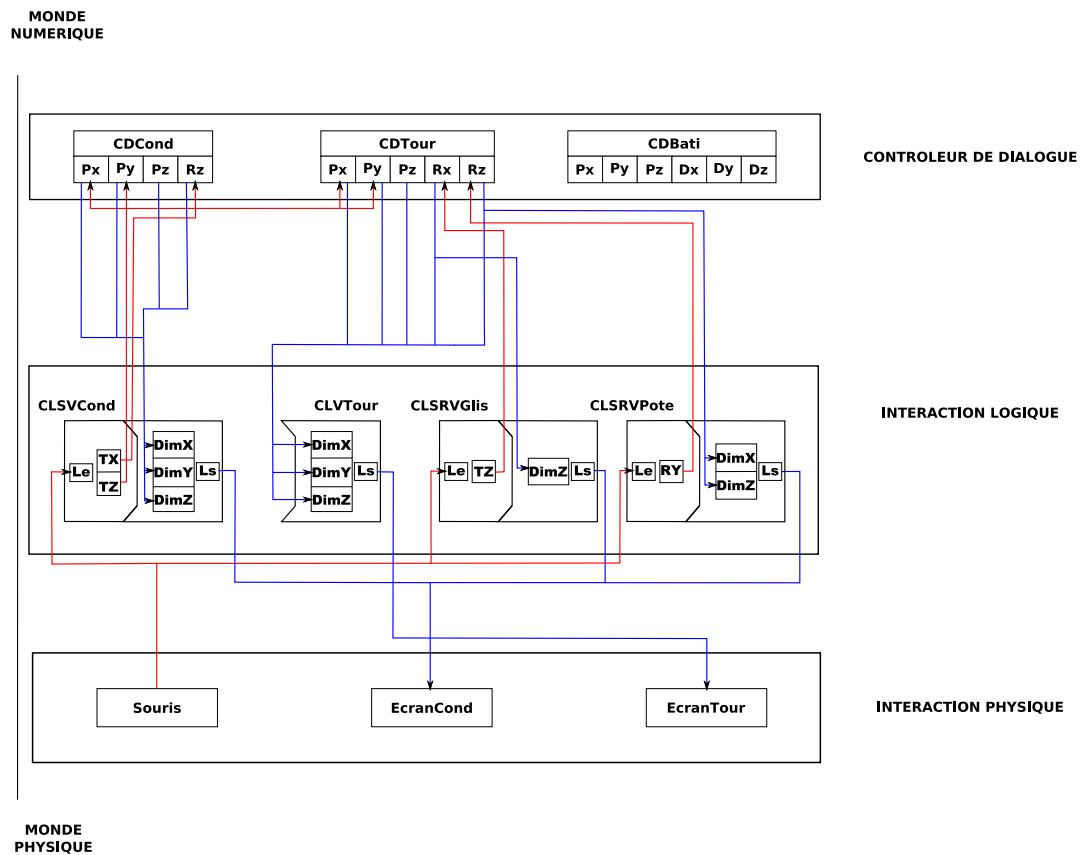 MONDE
NUMERIQUE
CDCond
Px Py Pz Rz
CDTour
Px Py Pz Rx Rz
CDBati
Px Py Pz Dx Dy Dz
CONTROLEUR DE DIALOGUE
CLSVCond
Le
TX
TZ
DimX
DimY
DimZ
Ls
CLVTour
DimX
DimY
DimZ
Ls
CLSRVGlis
Le
TZ
DimZ
Ls
CLSRVPote
Le
RY
DimX
DimZ
Ls
INTERACTION LOGIQUE
Souris
EcranCond
EcranTour
INTERACTION PHYSIQUE
MONDE
PHYSIQUE